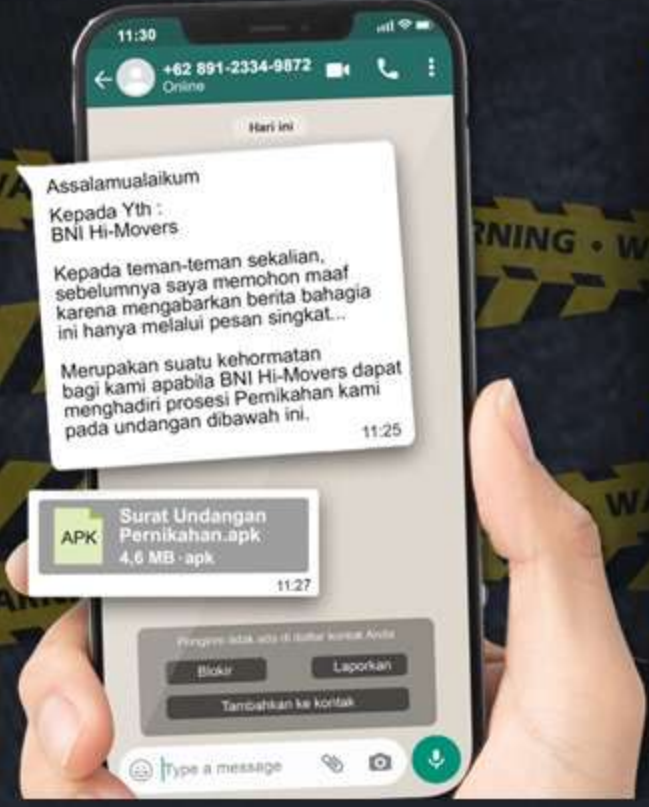 11:30
+62 891-2334-9872
Online
Hari ini
Assalamualaikum
Kepada Yth :
BNI Hi-Movers
Kepada teman-teman sekalian,
sebelumnya saya memohon maaf
karena mengabarkan berita bahagia
ini hanya melalui pesan singkat...
Merupakan suatu kehormatan
bagi kami apabila BNI Hi-Movers dapat
menghadiri prosesi Pernikahan kami
pada undangan dibawah ini.
11:25
APK
Surat Undangan
Pernikahan.apk
4,6 MB · apk
11:27
Pengirim tidak ada di daftar kontak Anda
Blokir
Laporkan
Tambahkan ke kontak
Type a message
RNING • W